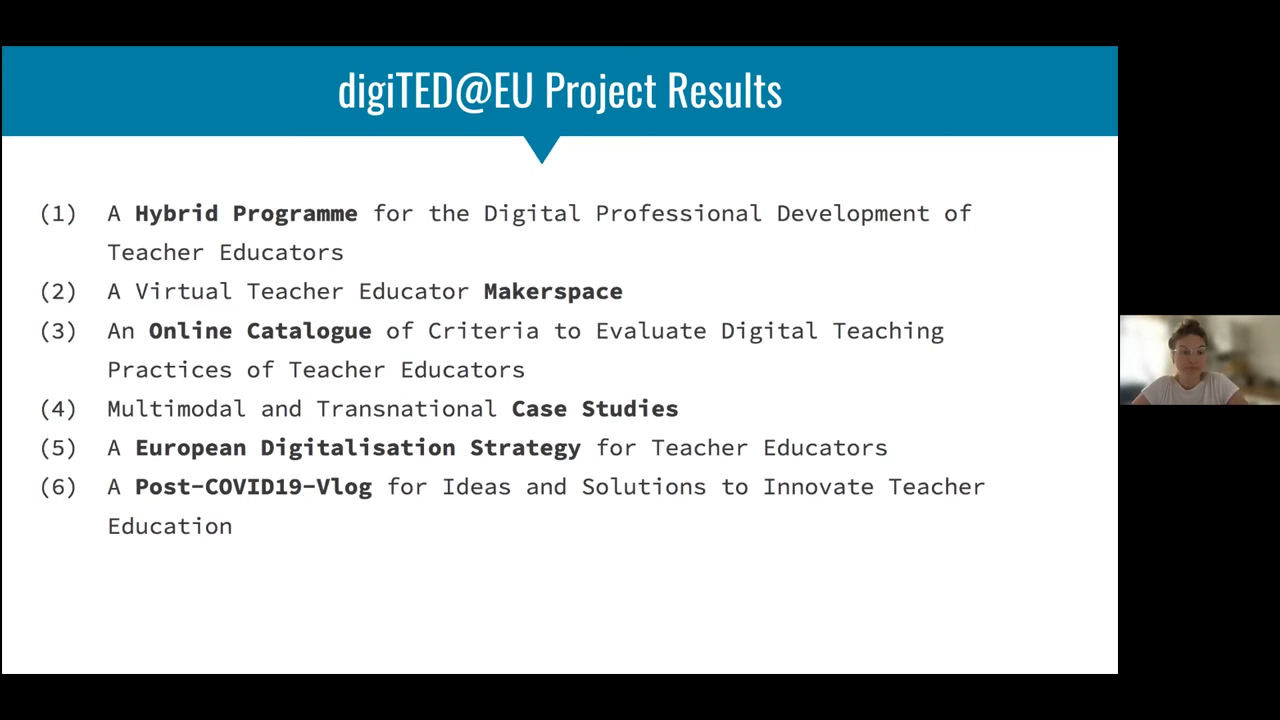 digiTED@EU Project Results
(1) A Hybrid Programme for the Digital Professional Development of
Teacher Educators
(2) A Virtual Teacher Educator Makerspace
(3) An Online Catalogue of Criteria to Evaluate Digital Teaching
Practices of Teacher Educators
(4) Multimodal and Transnational Case Studies
(5) A European Digitalisation Strategy for Teacher Educators
(6) A Post-COVID19-Vlog for Ideas and Solutions to Innovate Teacher
Education